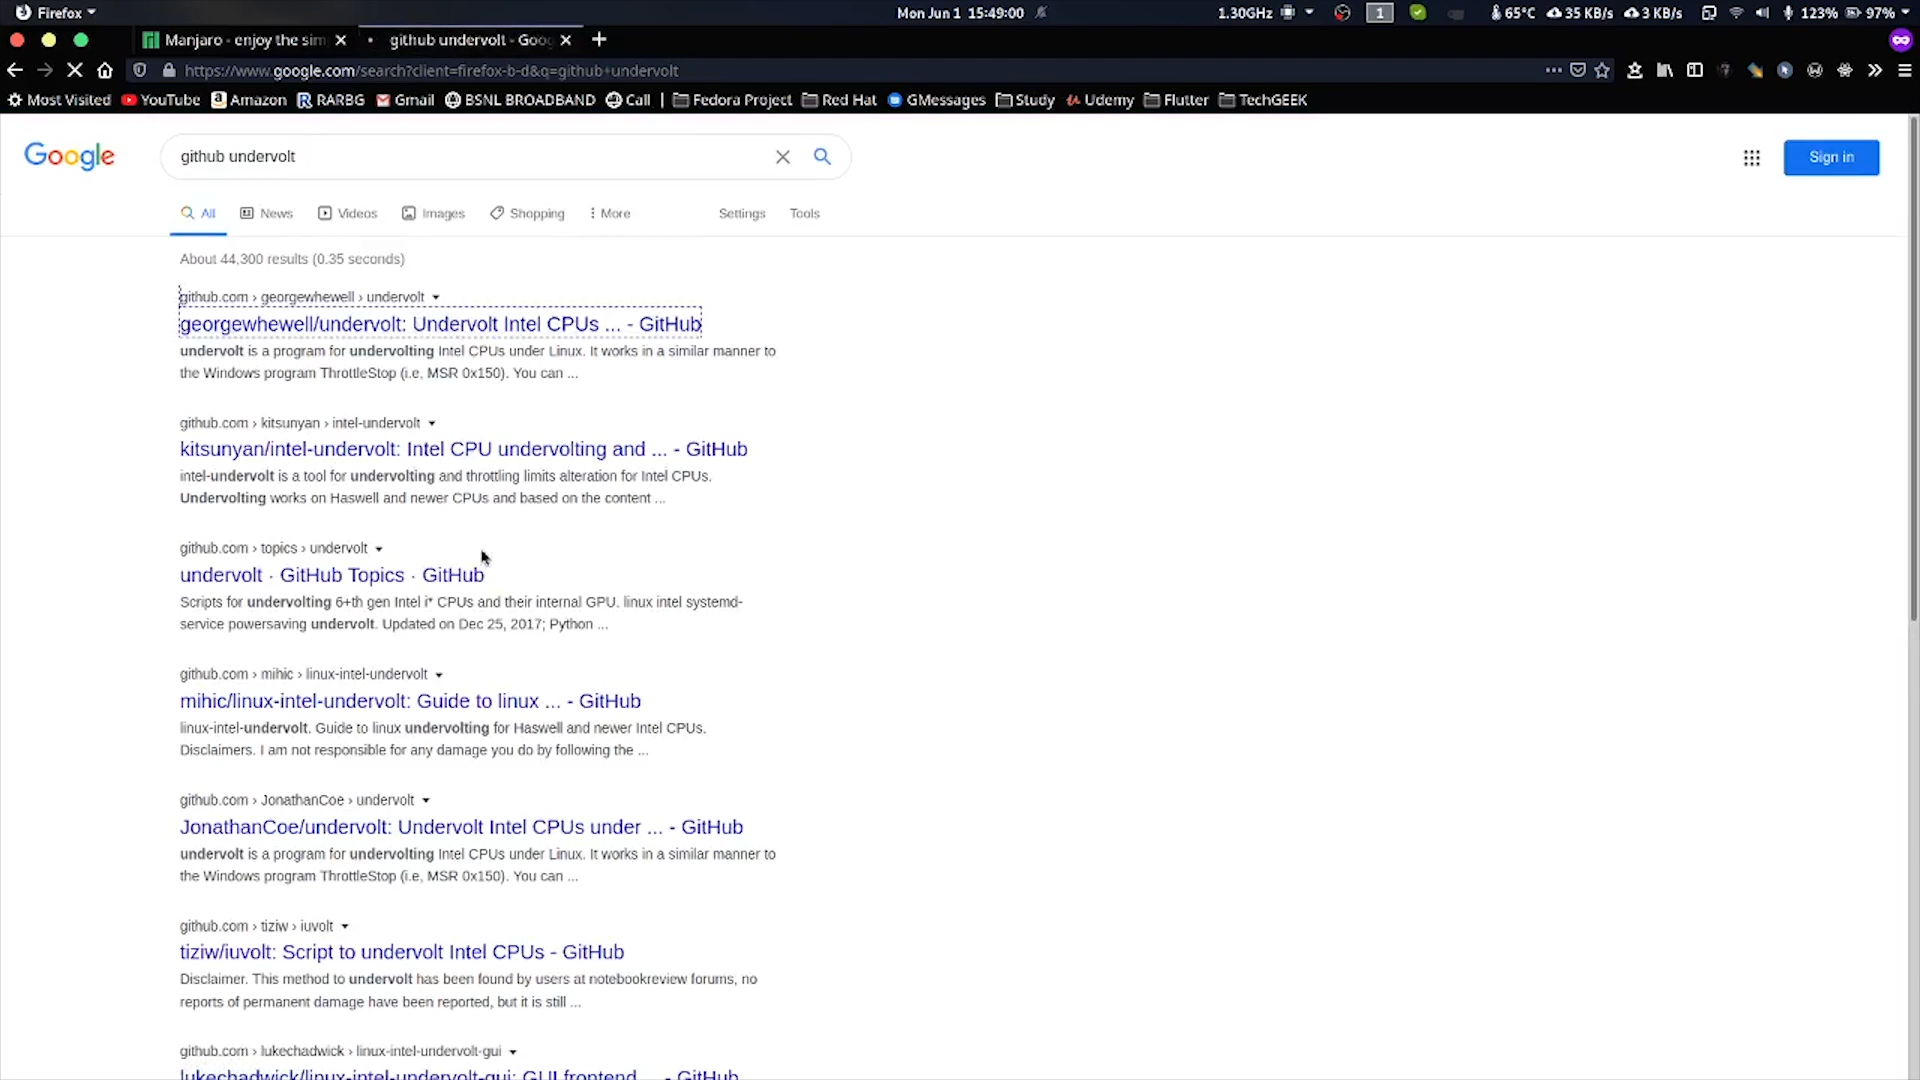 Firefox
Mon Jun 1 15:49:00
1.30GHz
1
65°C
35 KB/s
3 KB/s
123%
97%
Manjaro - enjoy the sim
github undervolt - Goo
https://www.google.com/search?client=firefox-b-d&q=github+undervolt
Most Visited
YouTube
Amazon
RARBG
Gmail
BSNL BROADBAND
Call
Fedora Project
Red Hat
GMessages
Study
Udemy
Flutter
TechGEEK
Google
github undervolt
Sign in
All
News
Videos
Images
Shopping
More
Settings
Tools
About 44,300 results (0.35 seconds)
github.com › georgewhewell › undervolt
georgewhewell/undervolt: Undervolt Intel CPUs ... - GitHub
undervolt is a program for undervolting Intel CPUs under Linux. It works in a similar manner to
the Windows program ThrottleStop (i.e, MSR 0x150). You can ...
github.com › kitsunyan › intel-undervolt
kitsunyan/intel-undervolt: Intel CPU undervolting and ... - GitHub
intel-undervolt is a tool for undervolting and throttling limits alteration for Intel CPUs.
Undervolting works on Haswell and newer CPUs and based on the content ...
github.com › topics › undervolt
undervolt · GitHub Topics · GitHub
Scripts for undervolting 6+th gen Intel i* CPUs and their internal GPU. linux intel systemd-
service powersaving undervolt. Updated on Dec 25, 2017; Python ...
github.com › mihic › linux-intel-undervolt
mihic/linux-intel-undervolt: Guide to linux ... - GitHub
linux-intel-undervolt. Guide to linux undervolting for Haswell and newer Intel CPUs.
Disclaimers. I am not responsible for any damage you do by following the ...
github.com › JonathanCoe › undervolt
JonathanCoe/undervolt: Undervolt Intel CPUs under ... - GitHub
undervolt is a program for undervolting Intel CPUs under Linux. It works in a similar manner to
the Windows program ThrottleStop (i.e, MSR 0x150). You can ...
github.com › tiziw › iuvolt
tiziw/iuvolt: Script to undervolt Intel CPUs - GitHub
Disclaimer. This method to undervolt has been found by users at notebookreview forums, no
reports of permanent damage have been reported, but it is still ...
github.com › lukechadwick › linux-intel-undervolt-gui
lukechadwick/linux-intel-undervolt-gui: GUI frontend ... - GitHub